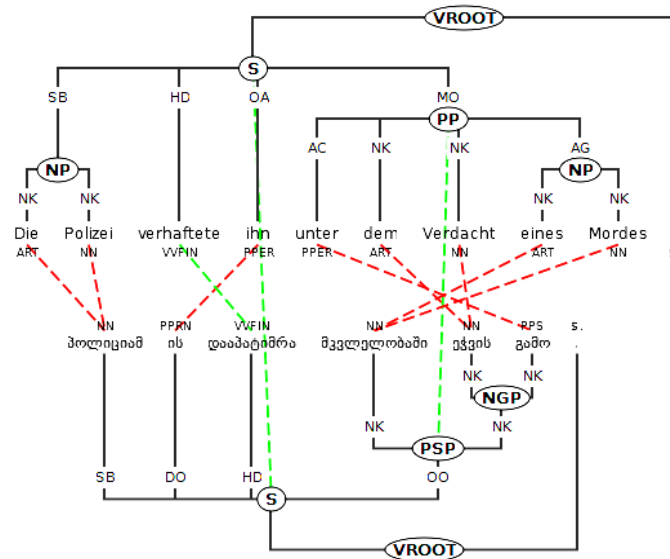 VROOT
S
SB HD OA MO
PP
AC NK NK AG
NP NP
NK NK NK NK
Die Polizei verhaftete ihn unter dem Verdacht eines Mordes
ART NN VVFIN PPER PPER ART NN ART NN
NN PPRN VVFIN NN NN RPS $.
პოლიციამ ის დააპატიმრა მკვლელობაში ეჭვის გამო .
NK NK
NGP
NK NK
PSP
SB DO HD OO
S
VROOT